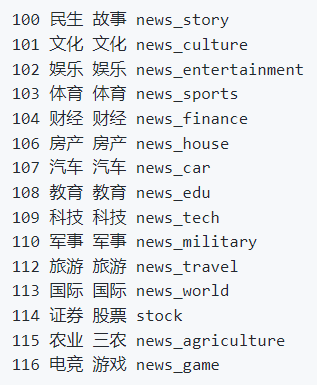 100 民生 故事 news_story
101 文化 文化 news_culture
102 娱乐 娱乐 news_entertainment
103 体育 体育 news_sports
104 财经 财经 news_finance
106 房产 房产 news_house
107 汽车 汽车 news_car
108 教育 教育 news_edu
109 科技 科技 news_tech
110 军事 军事 news_military
112 旅游 旅游 news_travel
113 国际 国际 news_world
114 证券 股票 stock
115 农业 三农 news_agriculture
116 电竞 游戏 news_game